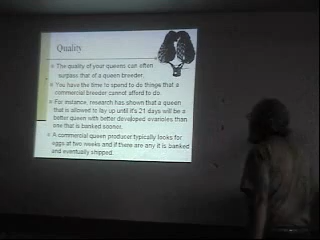 Quality
The quality of your queens can often
surpass that of a queen breeder.
You have the time to spend to do things that a
commercial breeder cannot afford to do.
For instance, research has shown that a queen
that is allowed to lay up until it's 21 days will be a
better queen with better developed ovarioles than
one that is banked sooner.
A commercial queen producer typically looks for
eggs at two weeks and if there are any it is banked
and eventually shipped.